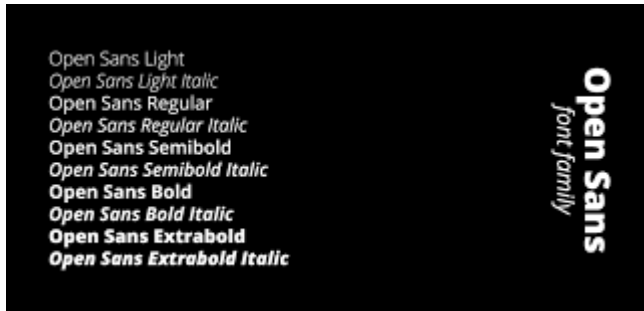 Open Sans Light
Open Sans Light Italic
Open Sans Regular
Open Sans Regular Italic
Open Sans Semibold
Open Sans Semibold Italic
Open Sans Bold
Open Sans Bold Italic
Open Sans Extrabold
Open Sans Extrabold Italic
Open Sans
font family